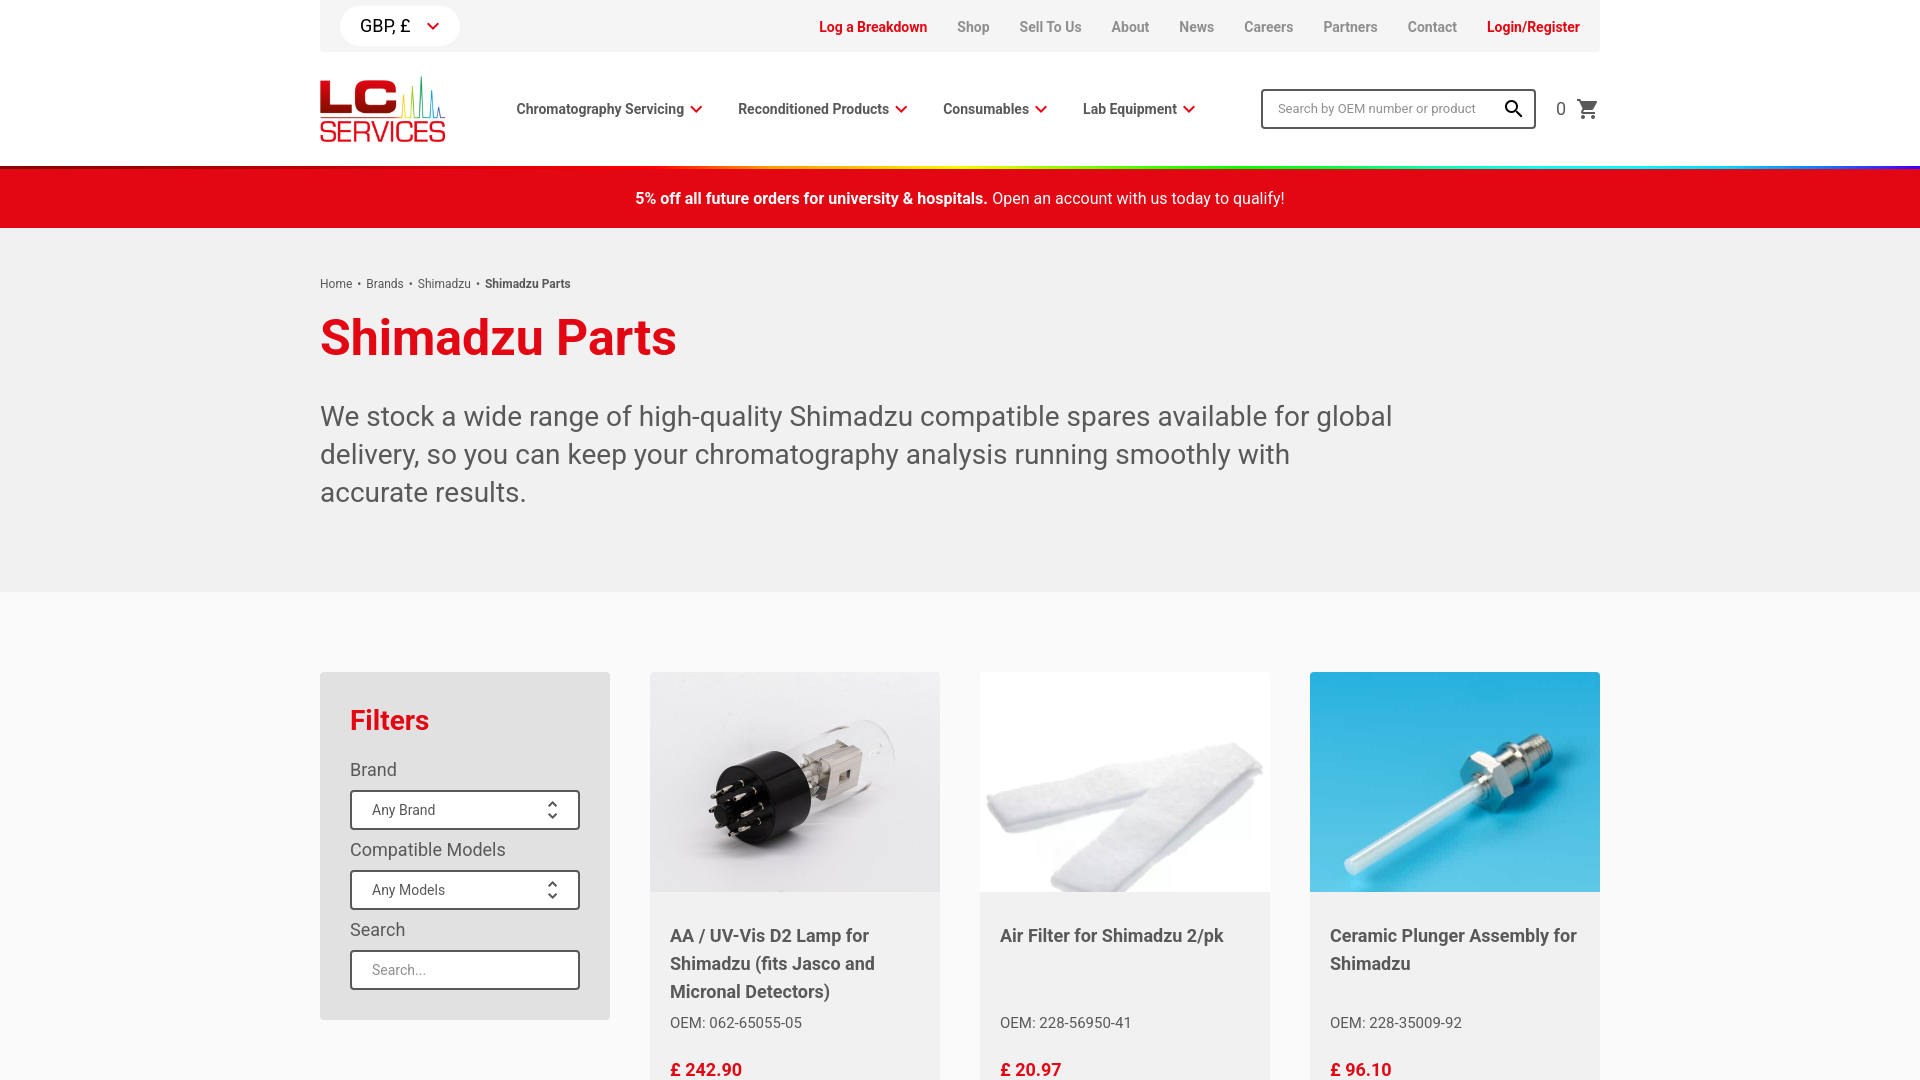 GBP, £
Log a Breakdown Shop Sell To Us About News Careers Partners Contact Login/Register
LC
SERVICES
Chromatography Servicing Reconditioned Products Consumables Lab Equipment
Search by OEM number or product
0
5% off all future orders for university & hospitals. Open an account with us today to qualify!
Home • Brands • Shimadzu • Shimadzu Parts
Shimadzu Parts
We stock a wide range of high-quality Shimadzu compatible spares available for global
delivery, so you can keep your chromatography analysis running smoothly with
accurate results.
Filters
Brand
Any Brand
Compatible Models
Any Models
Search
Search...
AA / UV-Vis D2 Lamp for
Shimadzu (fits Jasco and
Micronal Detectors)
OEM: 062-65055-05
£ 242.90
Air Filter for Shimadzu 2/pk
OEM: 228-56950-41
£ 20.97
Ceramic Plunger Assembly for
Shimadzu
OEM: 228-35009-92
£ 96.10